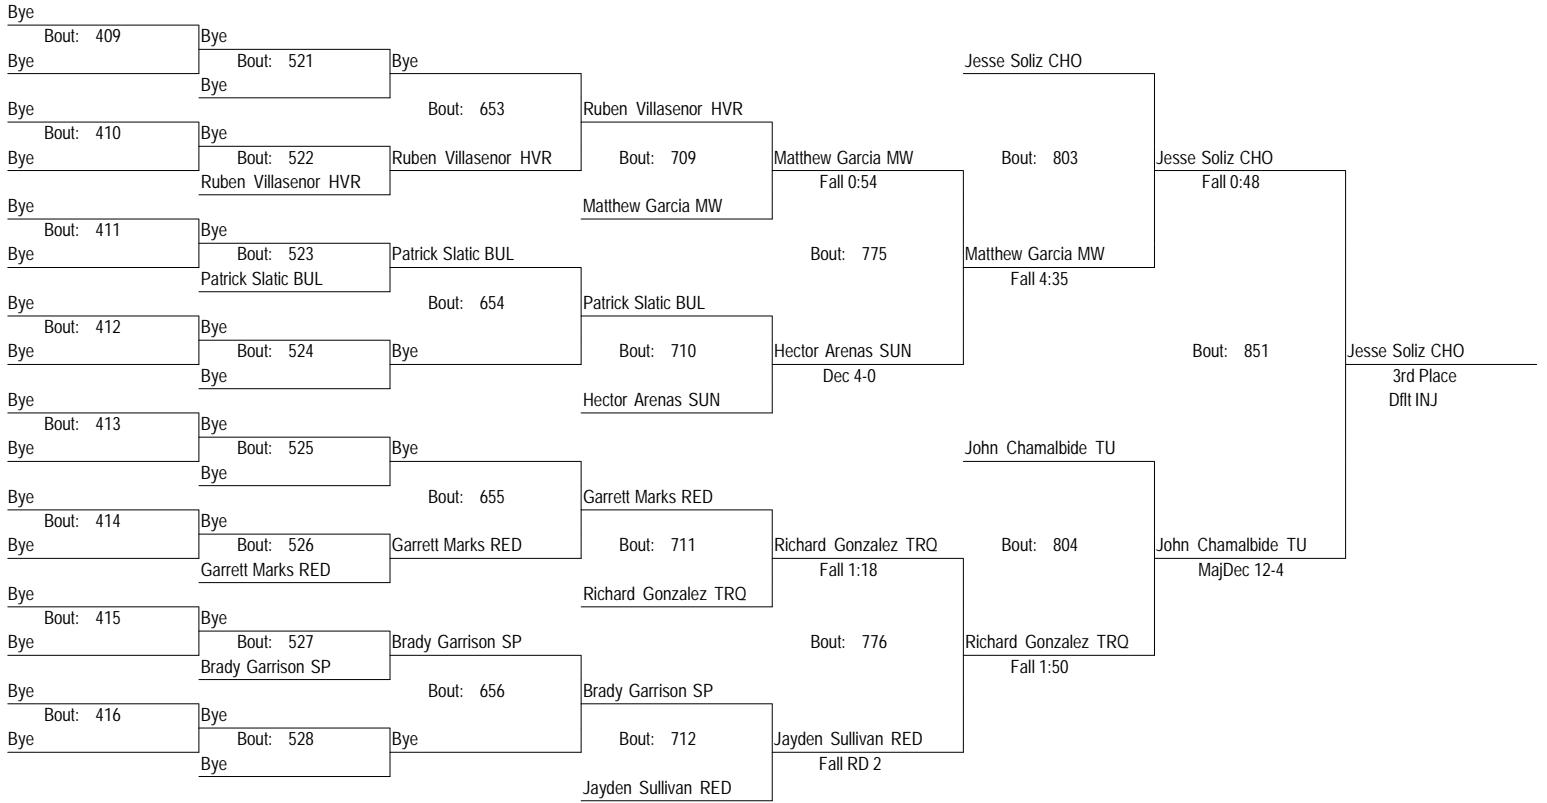 Bye
Bout: 409
Bye
Bye
Bout: 521
Bye
Bye
Bye
Bout: 410
Bye
Bye
Bout: 522
Ruben Villasenor HVR
Bye
Bout: 653
Ruben Villasenor HVR
Bye
Bout: 411
Bye
Bye
Bout: 523
Patrick Slatic BUL
Bye
Bout: 412
Bye
Bye
Bout: 524
Bye
Patrick Slatic BUL
Bout: 654
Bye
Bye
Bout: 413
Bye
Bye
Bout: 525
Bye
Bye
Bout: 414
Bye
Bye
Bout: 526
Garrett Marks RED
Bye
Bout: 655
Garrett Marks RED
Bye
Bout: 415
Bye
Bye
Bout: 527
Brady Garrison SP
Bye
Bout: 416
Bye
Bye
Bout: 528
Bye
Brady Garrison SP
Bout: 656
Bye
Ruben Villasenor HVR
Bout: 709
Matthew Garcia MW
Patrick Slatic BUL
Bout: 710
Hector Arenas SUN
Garrett Marks RED
Bout: 711
Richard Gonzalez TRQ
Brady Garrison SP
Bout: 712
Jayden Sullivan RED
Matthew Garcia MW
Fall 0:54
Bout: 775
Hector Arenas SUN
Dec 4-0
Richard Gonzalez TRQ
Fall 1:18
Bout: 776
Jayden Sullivan RED
Fall RD 2
Jesse Soliz CHO
Bout: 803
Matthew Garcia MW
Fall 4:35
John Chamalbide TU
Bout: 804
Richard Gonzalez TRQ
Fall 1:50
Jesse Soliz CHO
Fall 0:48
Bout: 851
John Chamalbide TU
MajDec 12-4
Jesse Soliz CHO
3rd Place
Dflt INJ